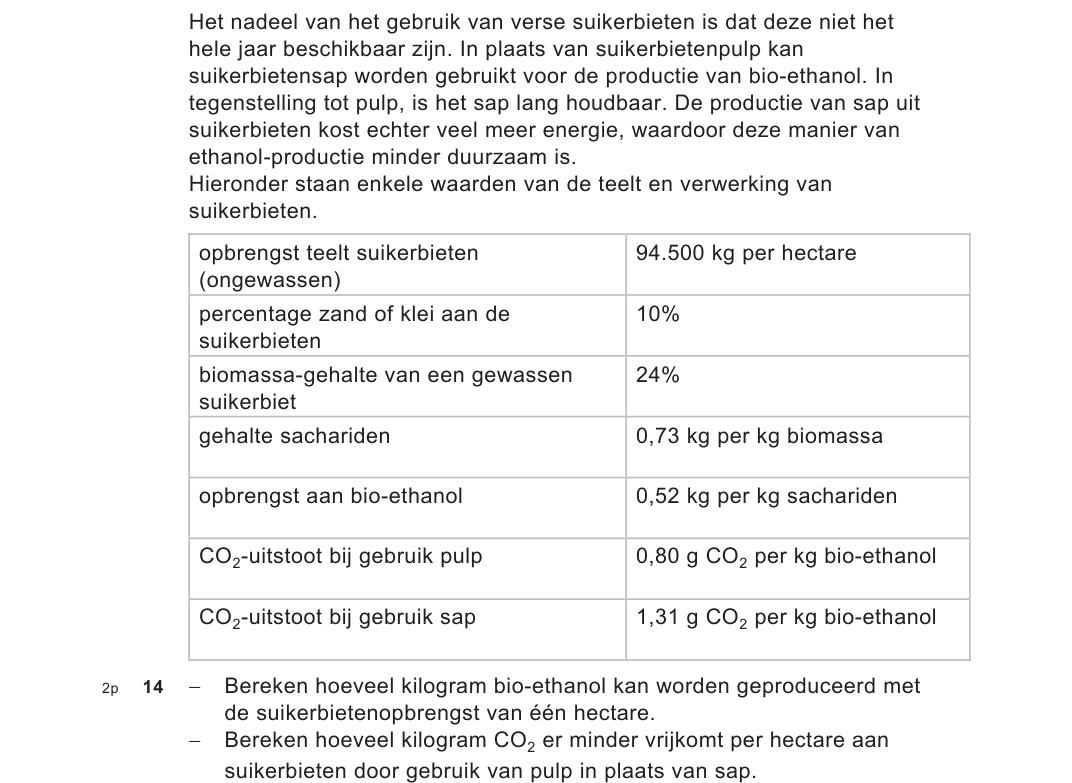 Het nadeel van het gebruik van verse suikerbieten is dat deze niet het
hele jaar beschikbaar zijn. In plaats van suikerbietenpulp kan
suikerbietensap worden gebruikt voor de productie van bio-ethanol. In
tegenstelling tot pulp, is het sap lang houdbaar. De productie van sap uit
suikerbieten kost echter veel meer energie, waardoor deze manier van
ethanol-productie minder duurzaam is.
Hieronder staan enkele waarden van de teelt en verwerking van
suikerbieten.
opbrengst teelt suikerbieten 94.500 kg per hectare
(ongewassen)
percentage zand of klei aan de 10%
suikerbieten
biomassa-gehalte van een gewassen 24%
suikerbiet
gehalte sachariden 0,73 kg per kg biomassa
opbrengst aan bio-ethanol 0,52 kg per kg sachariden
CO₂-uitstoot bij gebruik pulp 0,80 g CO₂ per kg bio-ethanol
CO₂-uitstoot bij gebruik sap 1,31 g CO₂ per kg bio-ethanol
2p 14 – Bereken hoeveel kilogram bio-ethanol kan worden geproduceerd met
de suikerbietenopbrengst van één hectare.
– Bereken hoeveel kilogram CO₂ er minder vrijkomt per hectare aan
suikerbieten door gebruik van pulp in plaats van sap.